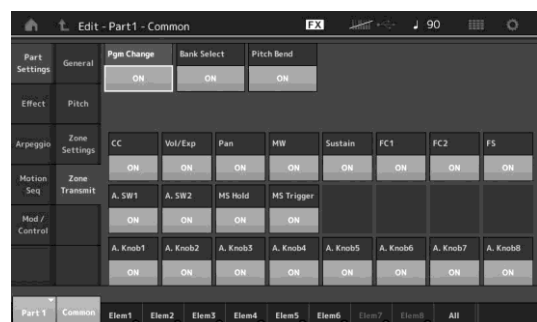 Edit - Part1 - Common FX 90
Part Settings General Pgm Change Bank Select Pitch Bend
ON ON ON
Effect Pitch
Arpeggio Zone Settings CC Vol/Exp Pan MW Sustain FC1 FC2 FS
ON ON ON ON ON ON ON ON
Motion Seq Zone Transmit A. SW1 A. SW2 MS Hold MS Trigger
ON ON ON ON
Mod / Control A. Knob1 A. Knob2 A. Knob3 A. Knob4 A. Knob5 A. Knob6 A. Knob7 A. Knob8
ON ON ON ON ON ON ON ON
Part 1 Common Elem1 Elem2 Elem3 Elem4 Elem5 Elem6 Elem7 Elem8 All